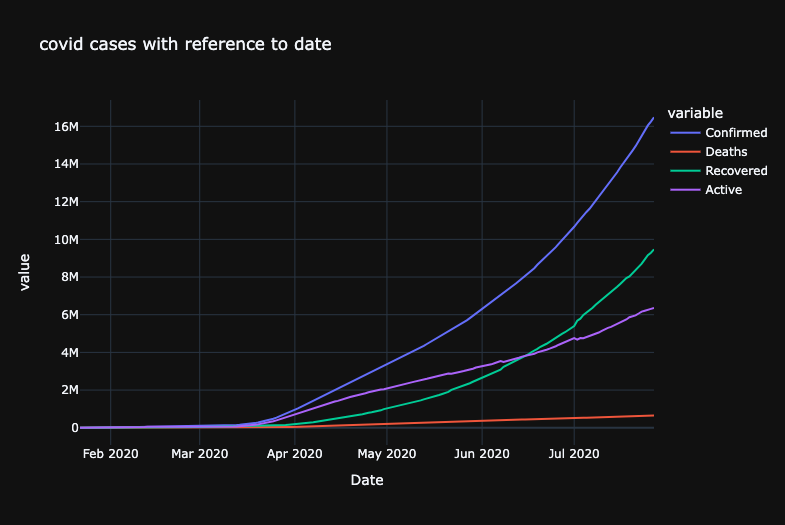 covid cases with reference to date
variable
Confirmed
Deaths
Recovered
Active
value
16M
14M
12M
10M
8M
6M
4M
2M
0
Feb 2020
Mar 2020
Apr 2020
May 2020
Jun 2020
Jul 2020
Date